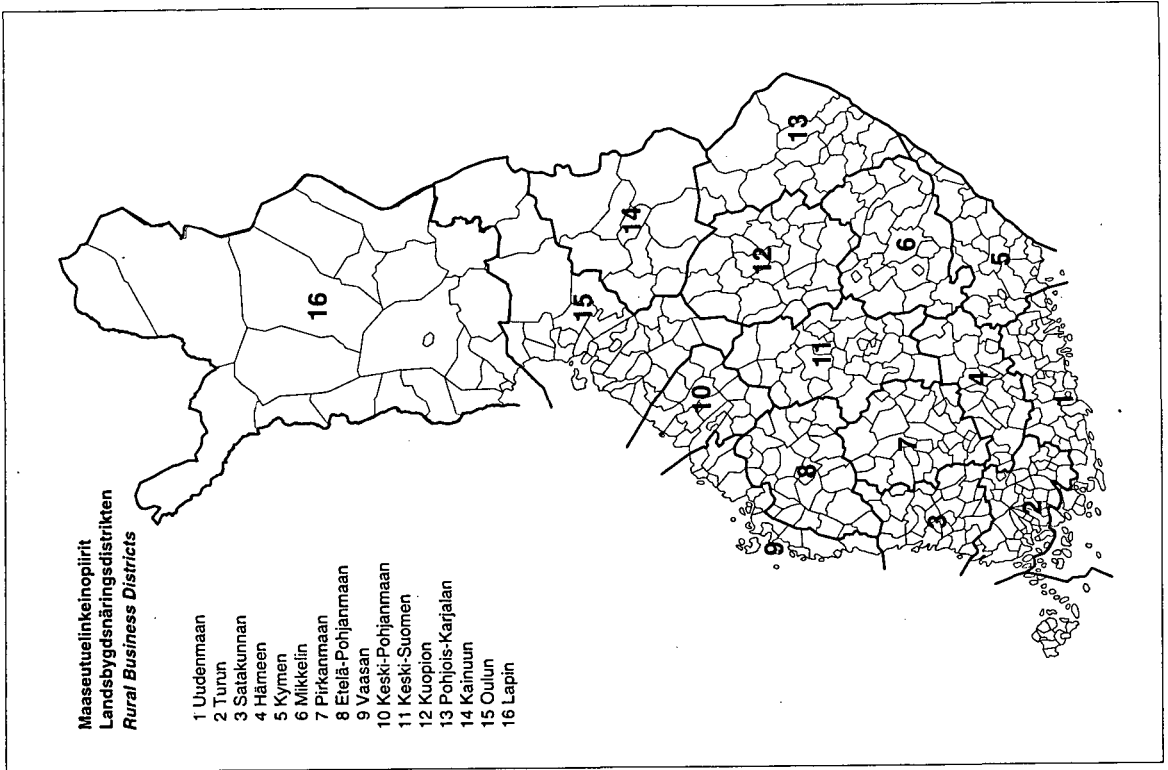 Maaseutuelinkeinopiirit
Landsbygdsnäringsdistrikten
Rural Business Districts
1 Uudenmaan
2 Turun
3 Satakunnan
4 Hämeen
5 Kymen
6 Mikkelin
7 Pirkanmaan
8 Etelä-Pohjanmaan
9 Vaasan
10 Keski-Pohjanmaan
11 Keski-Suomen
12 Kuopion
13 Pohjois-Karjalan
14 Kainuun
15 Oulun
16 Lapin
16
15
14
13
12
10
11
6
8
9
7
5
4
3
2
1